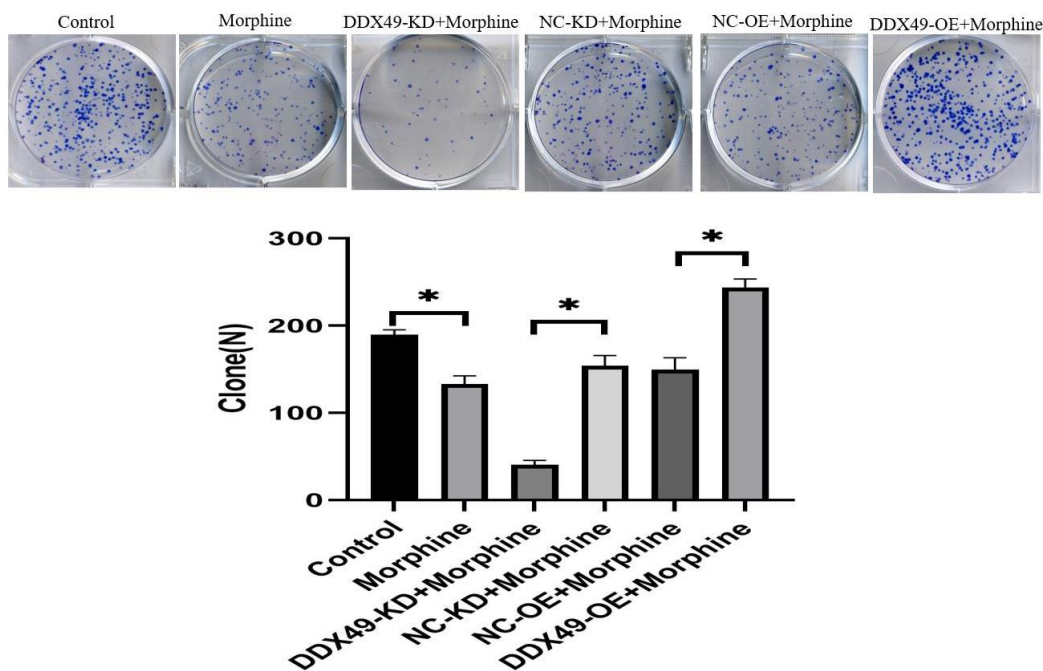 Control
Morphine
DDX49-KD+Morphine
NC-KD+Morphine
NC-OE+Morphine
DDX49-OE+Morphine
300
200
100
0
Clone(N)
*
*
*
Control
Morphine
DDX49-KD+Morphine
NC-KD+Morphine
NC-OE+Morphine
DDX49-OE+Morphine